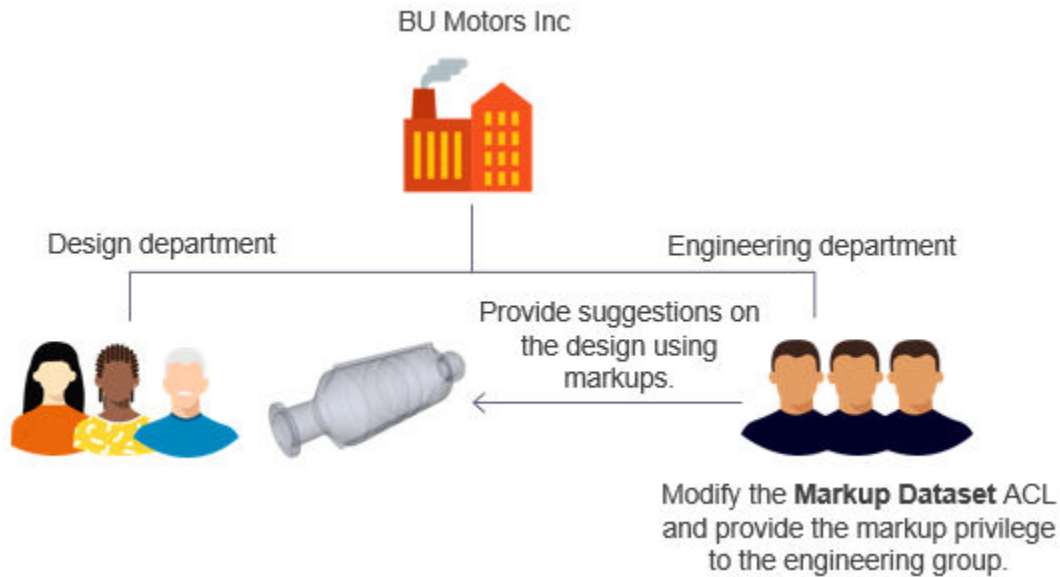 BU Motors Inc
Design department
Engineering department
Provide suggestions on
the design using
markups.
Modify the Markup Dataset ACL
and provide the markup privilege
to the engineering group.